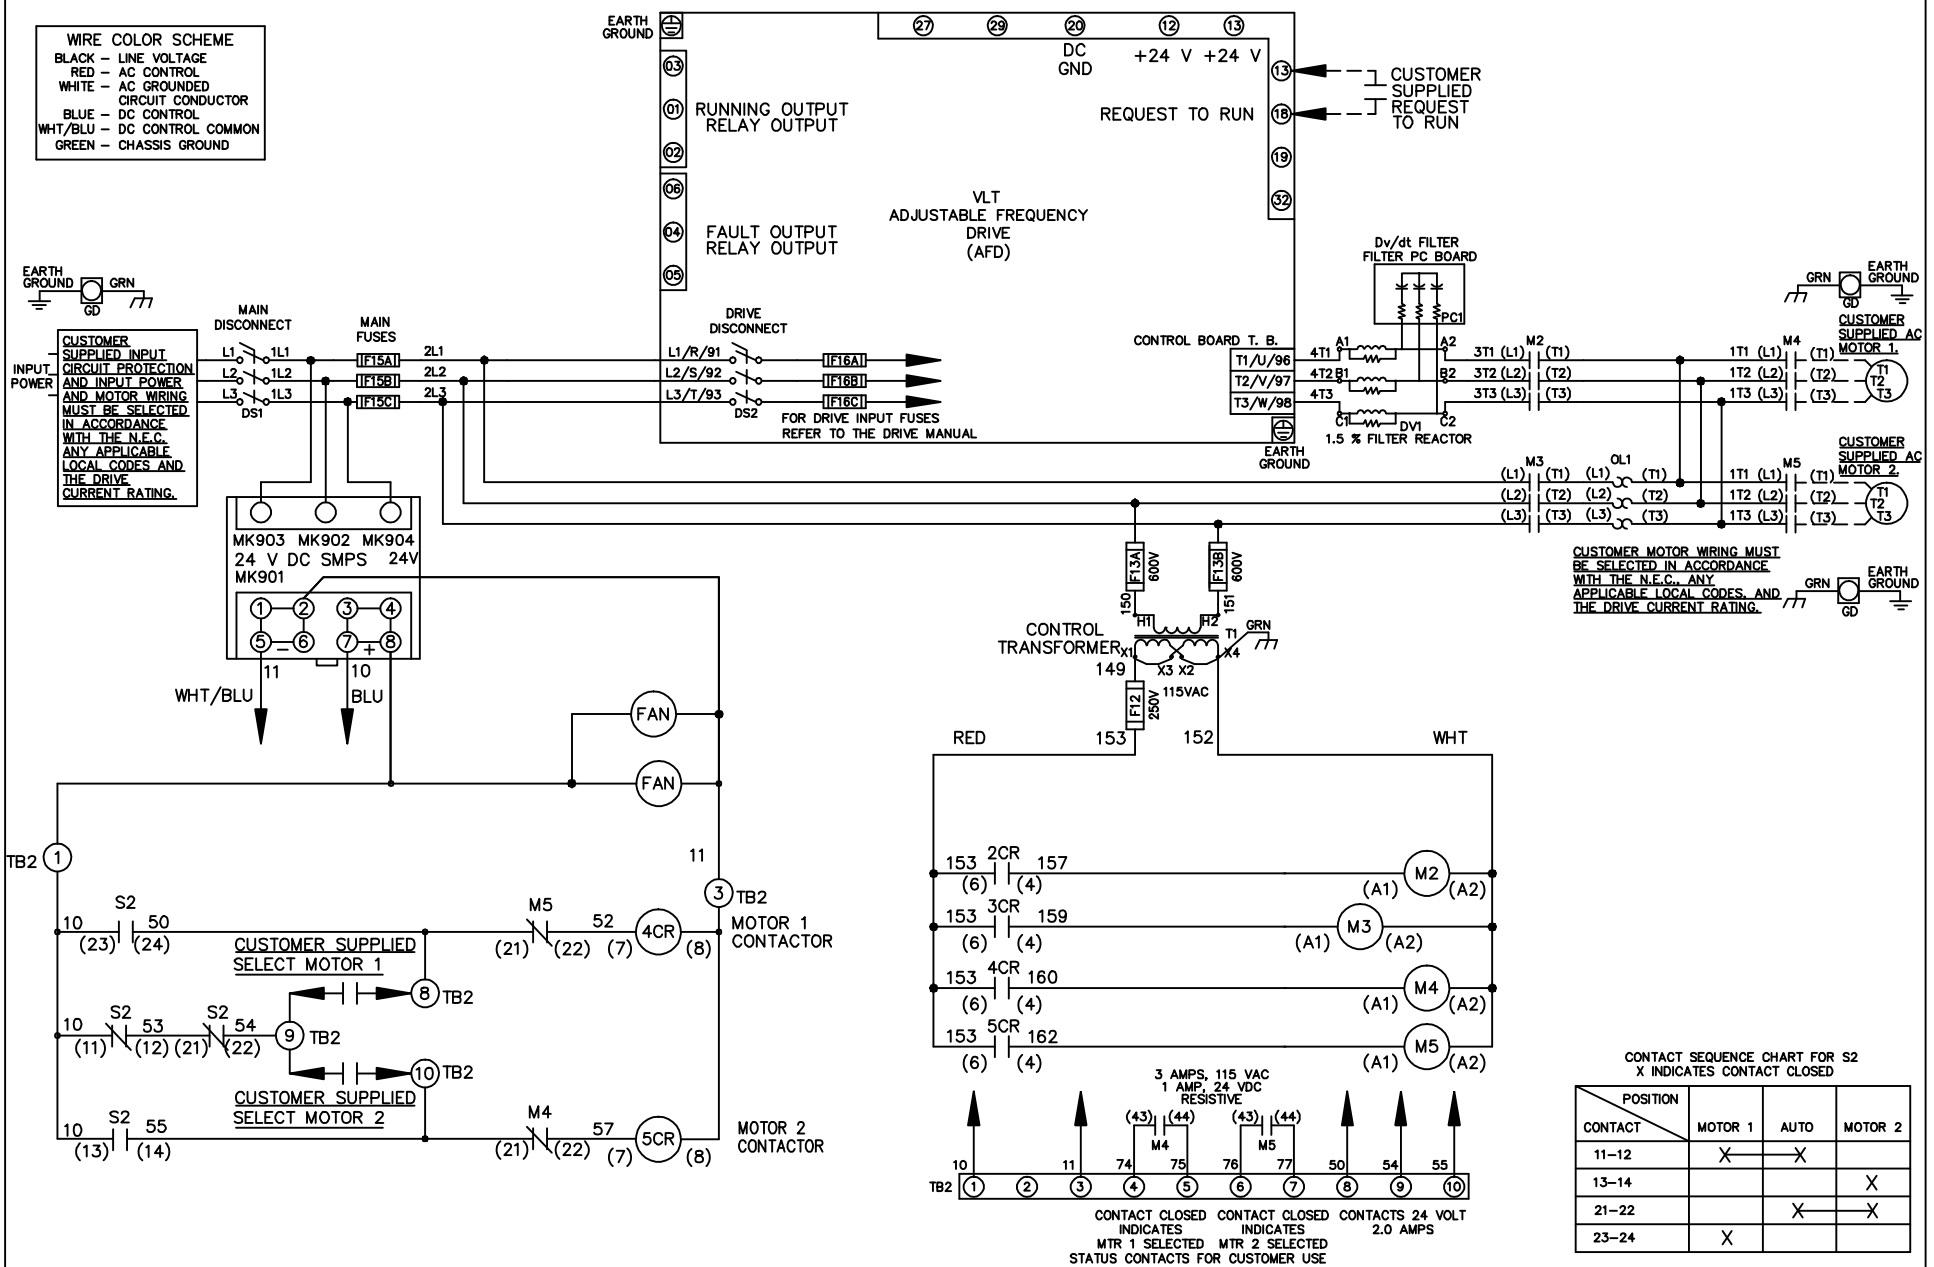 WIRE COLOR SCHEME
BLACK – LINE VOLTAGE
RED – AC CONTROL
WHITE – AC GROUNDED
CIRCUIT CONDUCTOR
BLUE – DC CONTROL
WHT/BLU – DC CONTROL COMMON
GREEN – CHASSIS GROUND
EARTH
GROUND
27 29 20 12 13
DC
GND
+24 V +24 V
03
01
02
RUNNING OUTPUT
RELAY OUTPUT
06
04
05
FAULT OUTPUT
RELAY OUTPUT
13
18
19
32
REQUEST TO RUN
CUSTOMER
SUPPLIED
REQUEST
TO RUN
VLT
ADJUSTABLE FREQUENCY
DRIVE
(AFD)
EARTH
GROUND
GRN
GD
INPUT
POWER
CUSTOMER
SUPPLIED INPUT
CIRCUIT PROTECTION
AND INPUT POWER
AND MOTOR WIRING
MUST BE SELECTED
IN ACCORDANCE
WITH THE N.E.C.
ANY APPLICABLE
LOCAL CODES AND
THE DRIVE
CURRENT RATING.
MAIN
DISCONNECT
L1 1L1
L2 1L2
L3 1L3
DS1
MAIN
FUSES
F15A 2L1
F15B 2L2
F15C 2L3
DRIVE
DISCONNECT
L1/R/91 F16A
L2/S/92 F16B
L3/T/93 F16C
DS2
FOR DRIVE INPUT FUSES
REFER TO THE DRIVE MANUAL
CONTROL BOARD T. B.
T1/U/96
T2/V/97
T3/W/98
EARTH
GROUND
Dv/dt FILTER
FILTER PC BOARD
PC1
4T1 A1 A2
4T2 B1 B2
4T3 C1 C2
DV1
1.5 % FILTER REACTOR
M2
3T1 (L1) (T1)
3T2 (L2) (T2)
3T3 (L3) (T3)
M4
1T1 (L1) (T1)
1T2 (L2) (T2)
1T3 (L3) (T3)
T1
T2
T3
GRN
GD
EARTH
GROUND
CUSTOMER
SUPPLIED AC
MOTOR 1.
M3
(L1) (T1)
(L2) (T2)
(L3) (T3)
OL1
(L1) (T1)
(L2) (T2)
(L3) (T3)
M5
1T1 (L1) (T1)
1T2 (L2) (T2)
1T3 (L3) (T3)
T1
T2
T3
CUSTOMER
SUPPLIED AC
MOTOR 2.
CUSTOMER MOTOR WIRING MUST
BE SELECTED IN ACCORDANCE
WITH THE N.E.C., ANY
APPLICABLE LOCAL CODES, AND
THE DRIVE CURRENT RATING.
GRN
GD
EARTH
GROUND
MK903 MK902 MK904
24 V DC SMPS 24V
MK901
1 2 3 4
5 – 6 7 + 8
11 10
WHT/BLU BLU
FAN
FAN
F13A 600V
F13B 600V
150 151
H1 H2
CONTROL
TRANSFORMER
T1 GRN
X1 X3 X2 X4
149
F12 250V
115VAC
153 152
RED WHT
TB2 1
11
3 TB2
10 S2 50
(23) (24)
M5
(21) (22)
52
(7) 4CR (8)
MOTOR 1
CONTACTOR
CUSTOMER SUPPLIED
SELECT MOTOR 1
8 TB2
10 S2 53 S2 54
(11) (12) (21) (22)
9 TB2
10 TB2
CUSTOMER SUPPLIED
SELECT MOTOR 2
10 S2 55
(13) (14)
M4
(21) (22)
57
(7) 5CR (8)
MOTOR 2
CONTACTOR
153 2CR 157
(6) (4) (A1) M2 (A2)
153 3CR 159
(6) (4) (A1) M3 (A2)
153 4CR 160
(6) (4) (A1) M4 (A2)
153 5CR 162
(6) (4) (A1) M5 (A2)
3 AMPS, 115 VAC
1 AMP, 24 VDC
RESISTIVE
(43) (44) (43) (44)
M4 M5
10 11 74 75 76 77 50 54 55
TB2 1 2 3 4 5 6 7 8 9 10
CONTACT CLOSED
INDICATES
MTR 1 SELECTED
CONTACT CLOSED
INDICATES
MTR 2 SELECTED
STATUS CONTACTS FOR CUSTOMER USE
CONTACTS 24 VOLT
2.0 AMPS
CONTACT SEQUENCE CHART FOR S2
X INDICATES CONTACT CLOSED
POSITION
CONTACT MOTOR 1 AUTO MOTOR 2
11–12 X X
13–14 X
21–22 X X
23–24 X